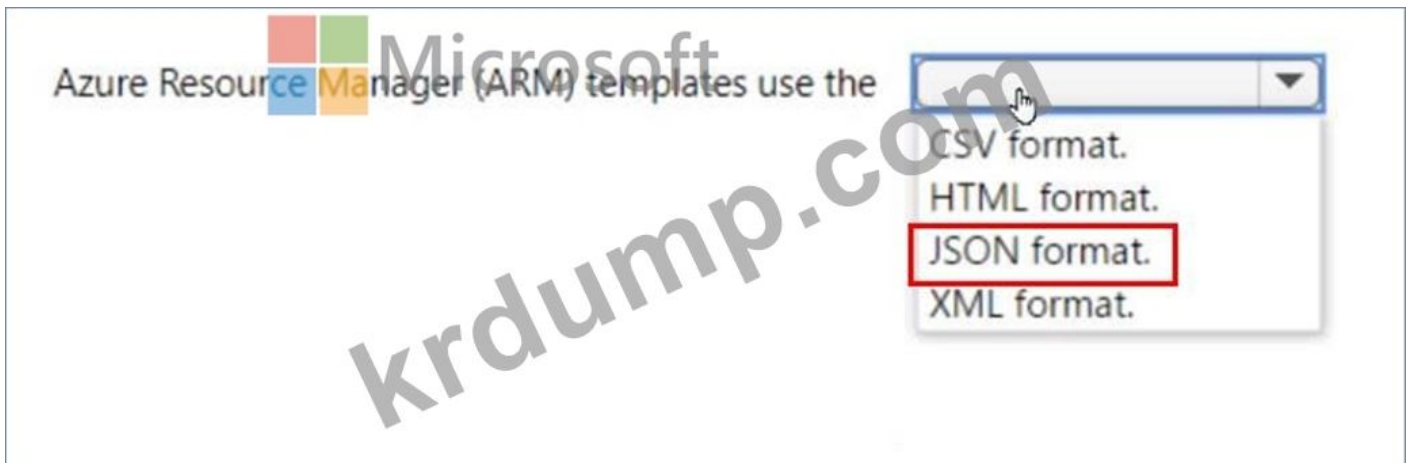 Microsoft
Azure Resource Manager (ARM) templates use the
CSV format.
HTML format.
JSON format.
XML format.
krdump.com